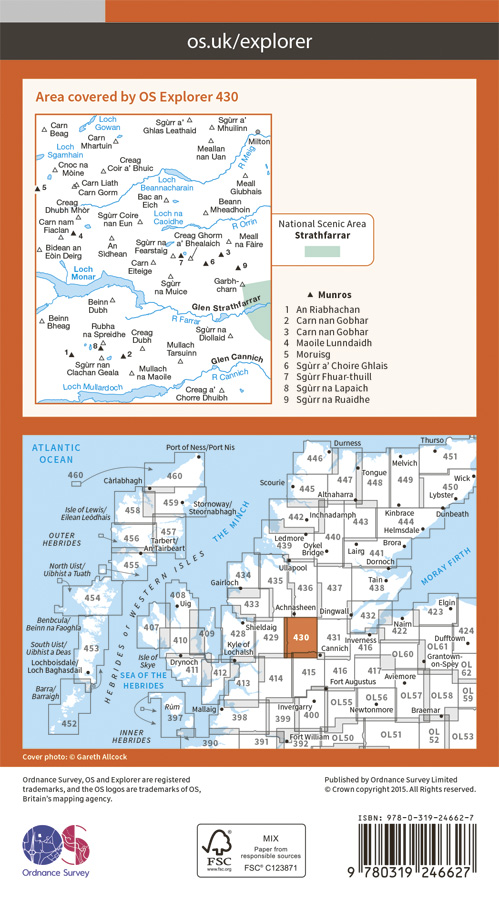 os.uk/explorer
Area covered by OS Explorer 430
Carn
Beag
Loch
Gowan
Sgùrr a'
Ghlas Leathaid
Sgùrr a'
Mhuilinn
Milton
Carn
Mhartuin
Meallan
nan Uan
R Meig
Loch
Sgamhain
Cnoc na
Mòine
Creag
Coir a' Bhuic
5
Carn Liath
Carn Gorm
Loch
Beannacharain
Meall
Giubhais
Creag
Dhubh Mhòr
Bac an
Eich
Beann
Mheadhoin
Carn nam
Fiaclan
4
Sgùrr Coire
nan Eun
Loch na
Caoidhe
R Orrin
Bidean an
Eòin Deirg
An
Sidhean
Sgùrr na
Fearstaig
Creag Ghorm
a' Bhealaich
3
Meall
na Fàire
7
6
9
Carn
Eiteige
Loch
Monar
Sgùrr
na Muice
Garbh-
charn
Glen Strathfarrar
Beinn
Dubh
R Farrar
Beinn
Bheag
Rubha
na Spreidhe
Creag
Dubh
Sgùrr na
Diollaid
8
1
2
Mullach
Tarsuinn
Glen Cannich
Sgùrr nan
Clachan Geala
Mullach
na Maoile
R Cannich
Loch Mullardoch
Creag a'
Chorre Dhuibh
National Scenic Area
Strathfarrar
Munros
1 An Riabhachan
2 Carn nan Gobhar
3 Carn nan Gobhar
4 Maoile Lunndaidh
5 Moruisg
6 Sgùrr a' Choire Ghlais
7 Sgùrr Fhuar-thuill
8 Sgùrr na Lapaich
9 Sgùrr na Ruaidhe
ATLANTIC
OCEAN
460
Port of Ness/Port Nis
460
Càrlabhagh
459
Stornoway/
Steornabhagh
458
Isle of Lewis/
Eilean Leòdhais
457
OUTER
HEBRIDES
456
Tarbert/
An Tairbeart
455
North Uist/
Uibhist a Tuath
454
Benbcula/
Beinn na Faoghla
South Uist/
Uibhist a Deas
453
Lochboisdale/
Loch Baghasdail
Barra/
Barraigh
452
HEBRIDES or WESTERN ISLES
THE MINCH
Durness
446
Thurso
451
447
Tongue
Melvich
Scourie
445
448
449
Wick
450
Altnaharra
Lybster
442
Inchnadamph
443
Kinbrace
444
Dunbeath
Helmsdale
Ledmore
439
Oykel
Bridge
440
Lairg
441
Brora
Dornoch
Ullapool
434
Gairloch
435
436
437
438
Tain
MORAY FIRTH
433
Achnasheen
Dingwall
432
408
Uig
407
409
428
Shieldaig
429
430
431
Inverness
Nairn
422
Elgin
423
424
410
Kyle of
Lochalsh
Cannich
416
417
OL60
OL61
Dufftown
Isle of
Skye
Drynoch
411
Grantown-
on-Spey
OL
62
SEA OF THE
HEBRIDES
412
413
414
415
416
417
Aviemore
Fort Augustus
OL55
OL56
OL57
OL58
OL
59
Rùm
397
Mallaig
398
399
Invergarry
400
Newtonmore
Braemar
INNER
HEBRIDES
390
391
Fort William
392
OL50
OL51
OL
52
OL53
Cover photo: © Gareth Allcock
Ordnance Survey, OS and Explorer are registered
trademarks, and the OS logos are trademarks of OS,
Britain's mapping agency.
Published by Ordnance Survey Limited
© Crown copyright 2015. All Rights reserved.
OS
Ordnance Survey
FSC
www.fsc.org
MIX
Paper from
responsible sources
FSC® C123871
ISBN: 978-0-319-24662-7
9 780319 246627